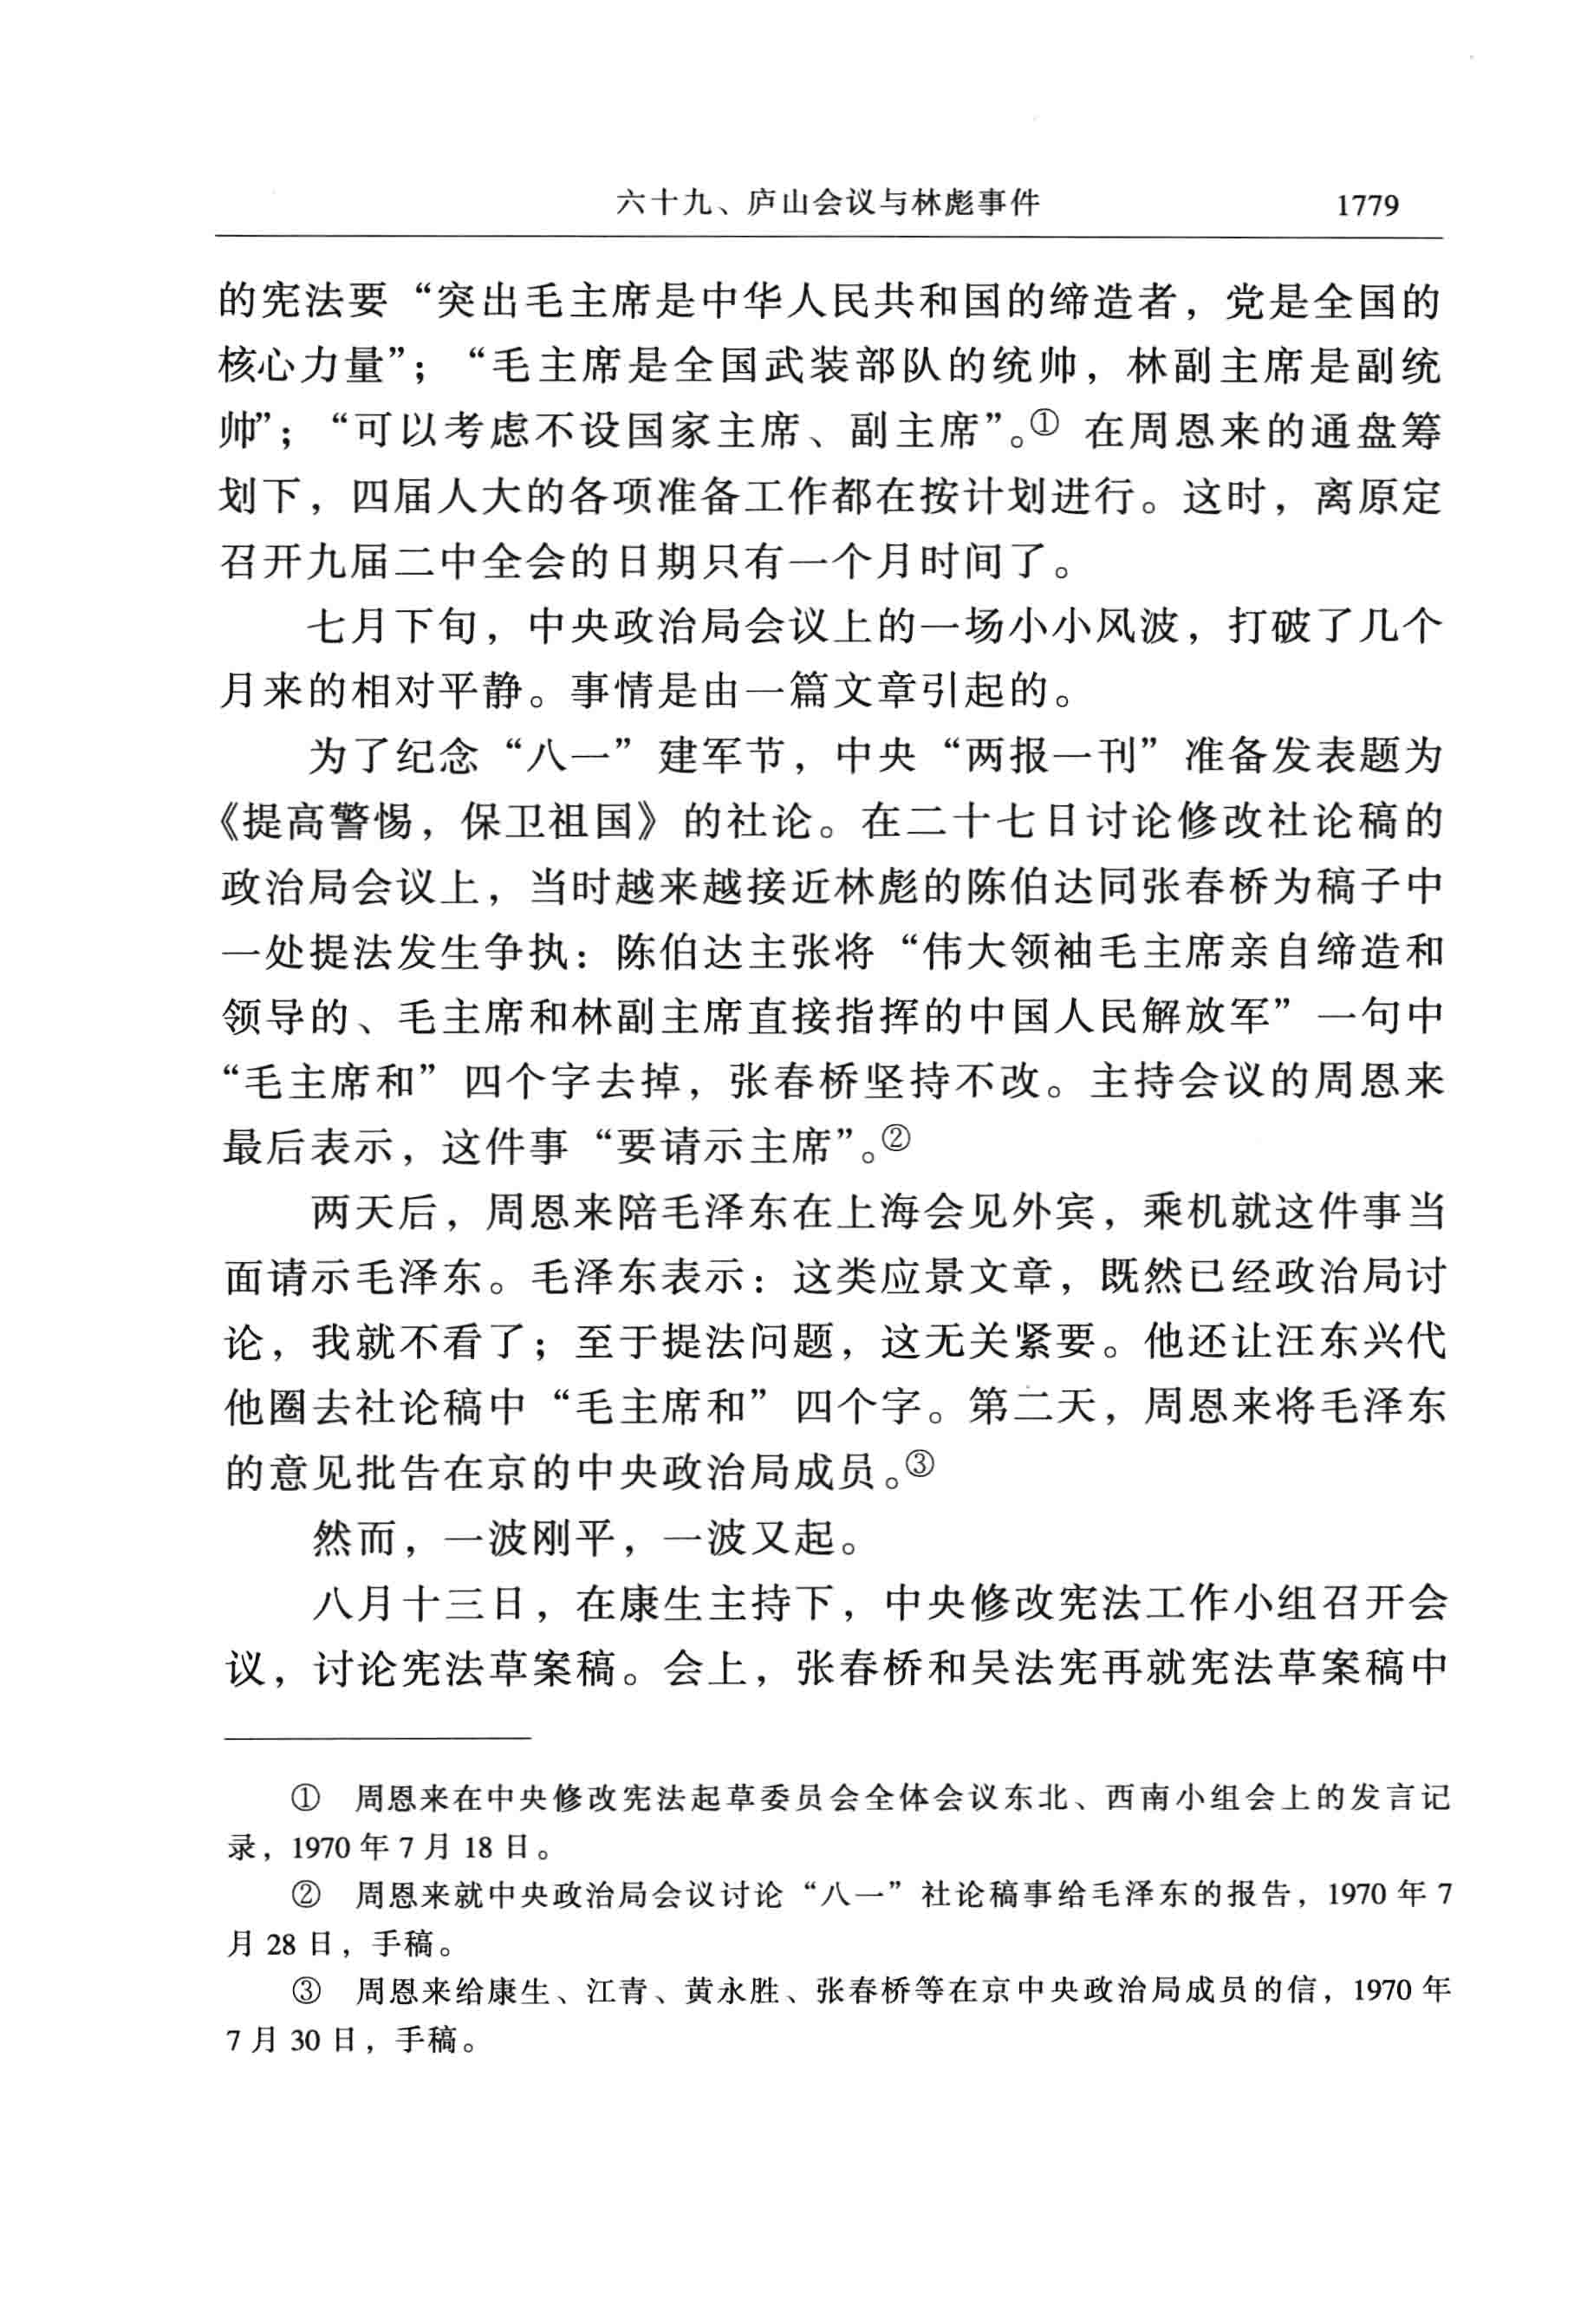 六十九、庐山会议与林彪事件 1779
的宪法要“突出毛主席是中华人民共和国的缔造者，党是全国的
核心力量”；“毛主席是全国武装部队的统帅，林副主席是副统
帅”；“可以考虑不设国家主席、副主席”。① 在周恩来的通盘筹
划下，四届人大的各项准备工作都在按计划进行。这时，离原定
召开九届二中全会的日期只有一个月时间了。
七月下旬，中央政治局会议上的一场小小风波，打破了几个
月来的相对平静。事情是由一篇文章引起的。
为了纪念“八一”建军节，中央“两报一刊”准备发表题为
《提高警惕，保卫祖国》的社论。在二十七日讨论修改社论稿的
政治局会议上，当时越来越接近林彪的陈伯达同张春桥为稿子中
一处提法发生争执：陈伯达主张将“伟大领袖毛主席亲自缔造和
领导的、毛主席和林副主席直接指挥的中国人民解放军”一句中
“毛主席和”四个字去掉，张春桥坚持不改。主持会议的周恩来
最后表示，这件事“要请示主席”。②
两天后，周恩来陪毛泽东在上海会见外宾，乘机就这件事当
面请示毛泽东。毛泽东表示：这类应景文章，既然已经政治局讨
论，我就不看了；至于提法问题，这无关紧要。他还让汪东兴代
他圈去社论稿中“毛主席和”四个字。第二天，周恩来将毛泽东
的意见批告在京的中央政治局成员。③
然而，一波刚平，一波又起。
八月十三日，在康生主持下，中央修改宪法工作小组召开会
议，讨论宪法草案稿。会上，张春桥和吴法宪再就宪法草案稿中
① 周恩来在中央修改宪法起草委员会全体会议东北、西南小组会上的发言记
录，1970 年 7 月 18 日。
② 周恩来就中央政治局会议讨论“八一”社论稿事给毛泽东的报告，1970 年 7
月 28 日，手稿。
③ 周恩来给康生、江青、黄永胜、张春桥等在京中央政治局成员的信，1970 年
7 月 30 日，手稿。